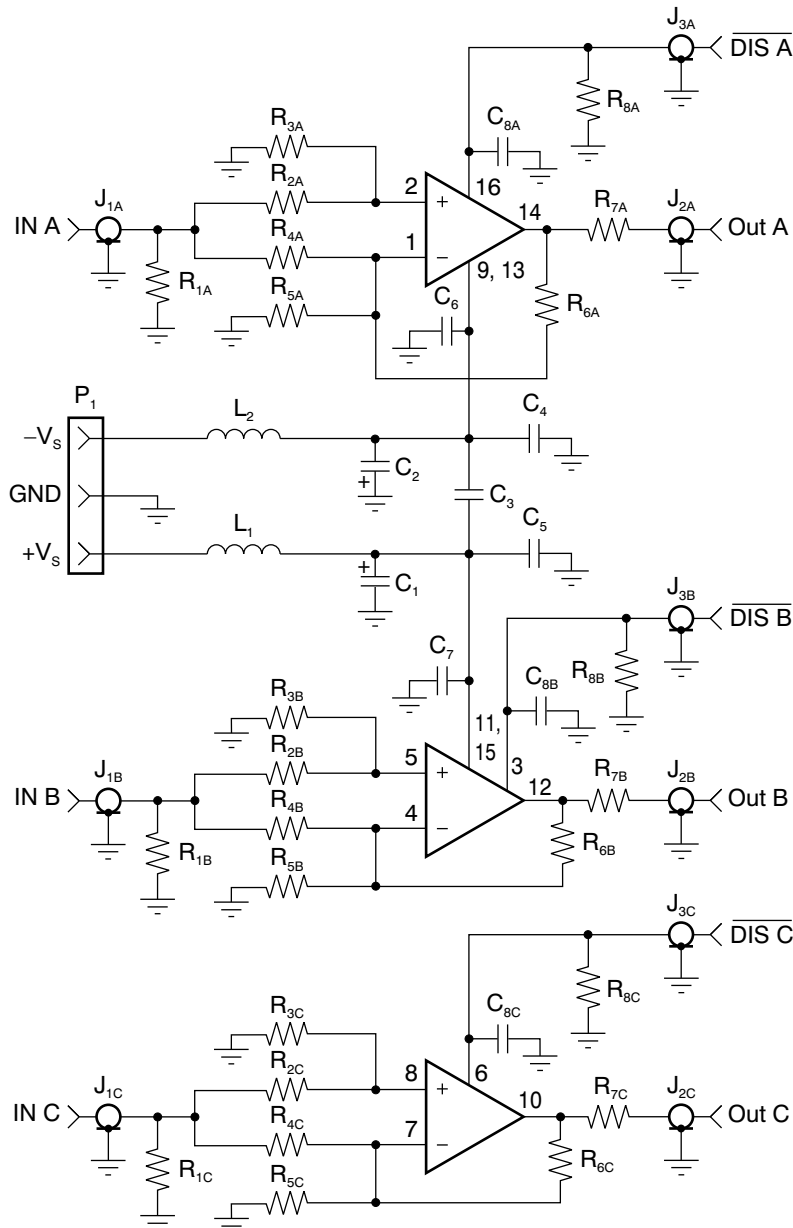 J3A
DIS A
R8A
R3A
C8A
J1A
R2A
2
+
16
R7A
J2A
IN A
14
Out A
R4A
1
−
9, 13
R1A
R5A
C6
R6A
P1
L2
C4
−VS
C2
+
GND
C3
L1
C5
+VS
+
C1
J3B
DIS B
C7
R8B
C8B
R3B
11,
15
J1B
R2B
5
+
3
R7B
J2B
IN B
12
Out B
R4B
4
−
R1B
R5B
R6B
J3C
DIS C
R8C
R3C
C8C
J1C
R2C
8
+
6
R7C
J2C
IN C
10
Out C
R4C
7
−
R1C
R5C
R6C